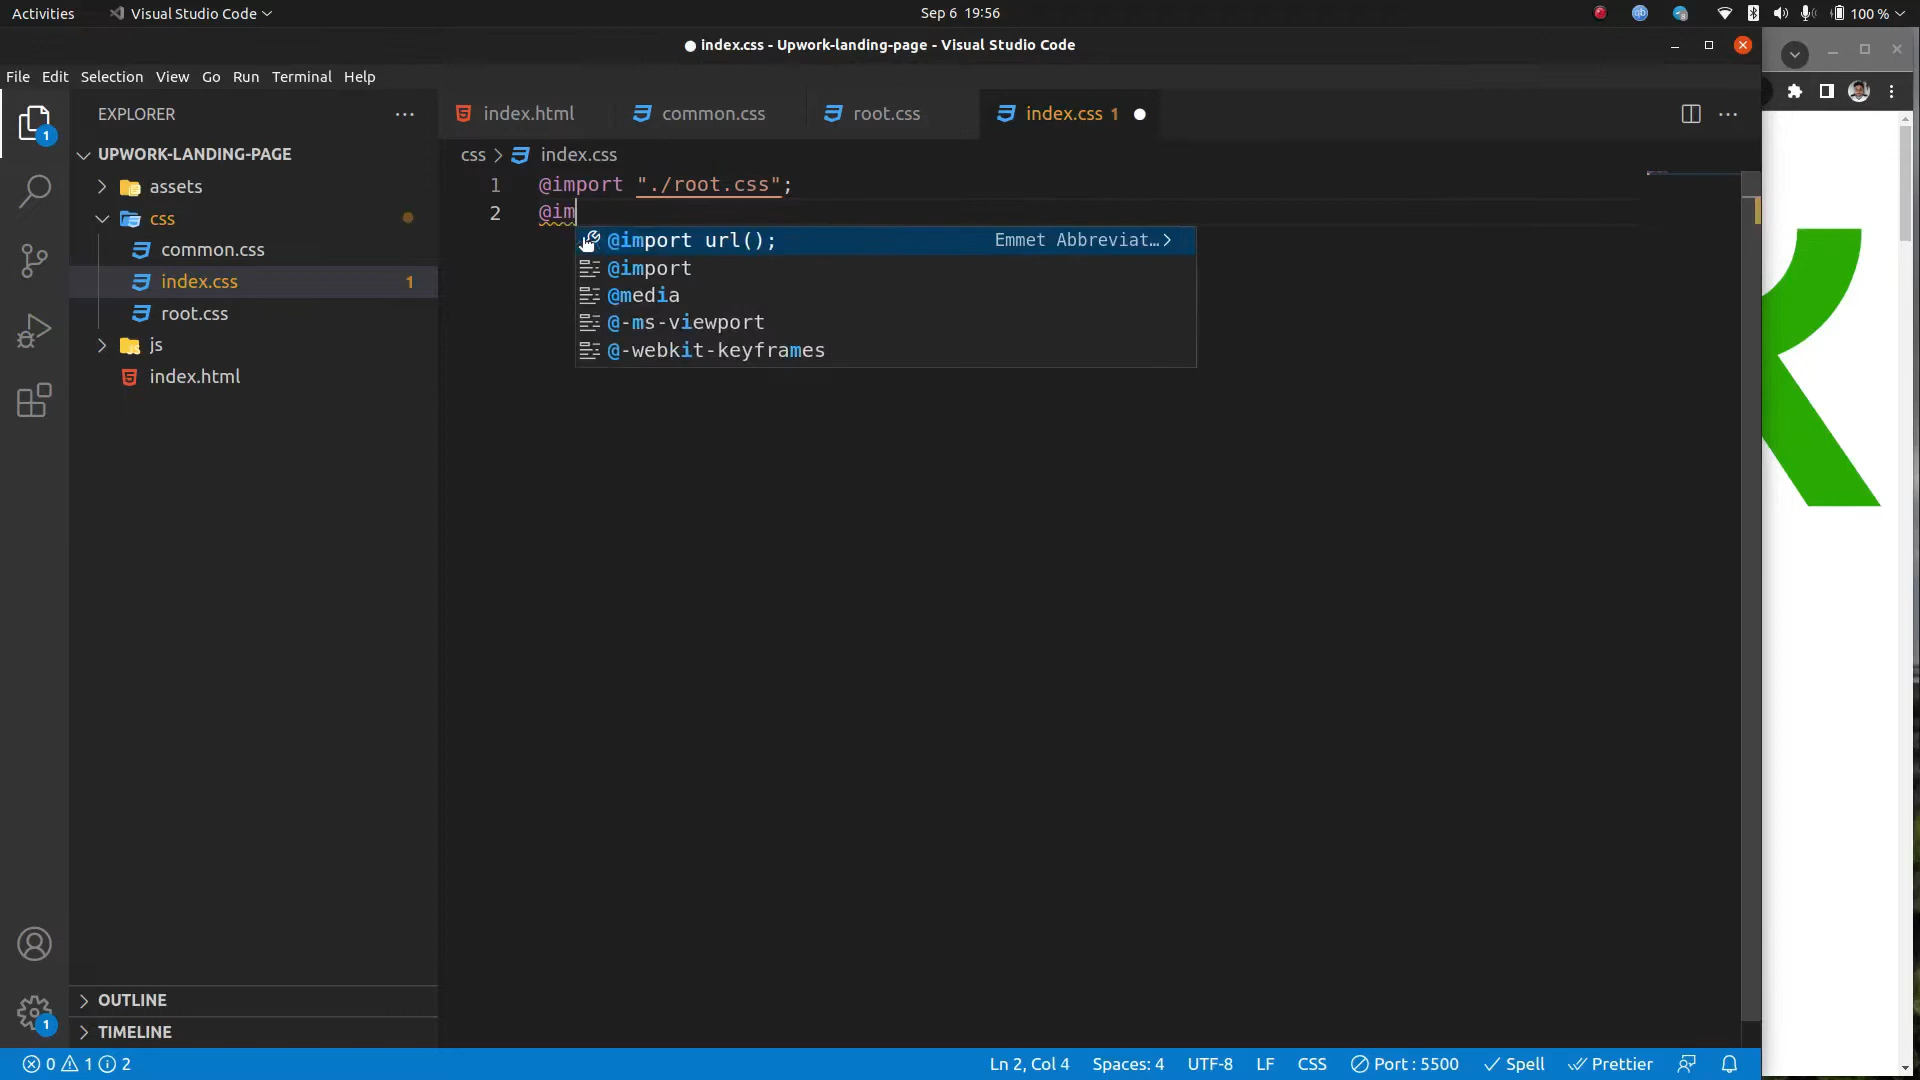 Activities Visual Studio Code Sep 6 19:56 100 %
index.css - Upwork-landing-page - Visual Studio Code
File Edit Selection View Go Run Terminal Help
EXPLORER index.html common.css root.css index.css 1
UPWORK-LANDING-PAGE css > index.css
assets 1 @import "./root.css";
css 2 @im
common.css @import url(); Emmet Abbreviat…
index.css 1 @import
root.css @media
@-ms-viewport
js @-webkit-keyframes
index.html
1
OUTLINE
1
TIMELINE
0 1 2 Ln 2, Col 4 Spaces: 4 UTF-8 LF CSS Port : 5500 Spell Prettier